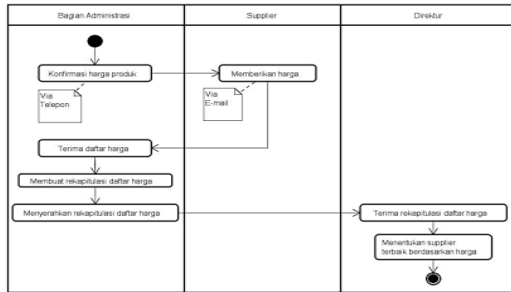 Bagian Administrasi
Supplier
Direktur
Konfirmasi harga produk
Memberikan harga
Via
Telepon
Via
E-mail
Terima daftar harga
Membuat rekapitulasi daftar harga
Menyerahkan rekapitulasi daftar harga
Terima rekapitulasi daftar harga
Menentukan supplier
terbaik berdasarkan harga